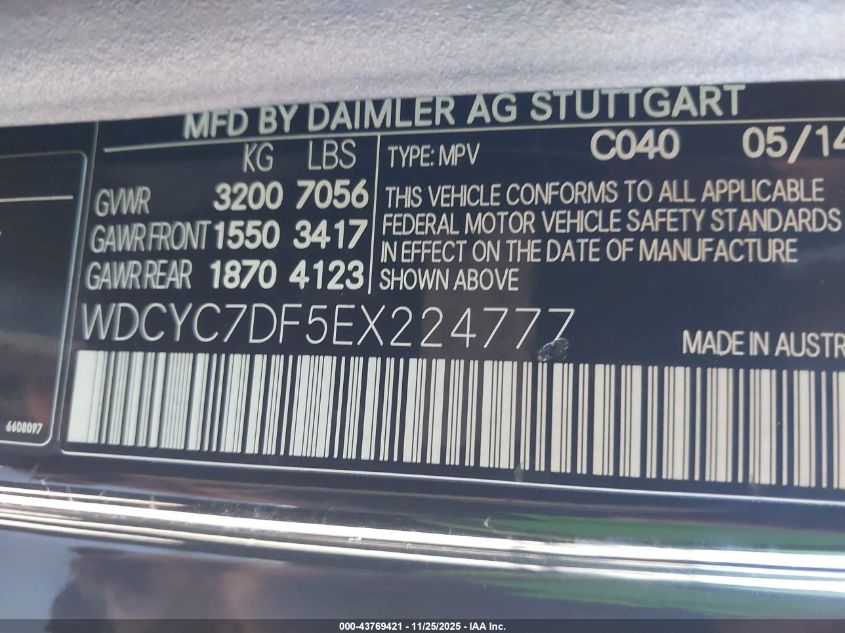 MFD BY DAIMLER AG STUTTGART
KG LBS TYPE: MPV C040 05/14
GVWR 3200 7056
GAWR FRONT 1550 3417
GAWR REAR 1870 4123
THIS VEHICLE CONFORMS TO ALL APPLICABLE
FEDERAL MOTOR VEHICLE SAFETY STANDARDS
IN EFFECT ON THE DATE OF MANUFACTURE
SHOWN ABOVE
WDCYC7DF5EX224777
MADE IN AUSTR
6608097
000-43769421 | 11/25/2025 - IAA Inc.